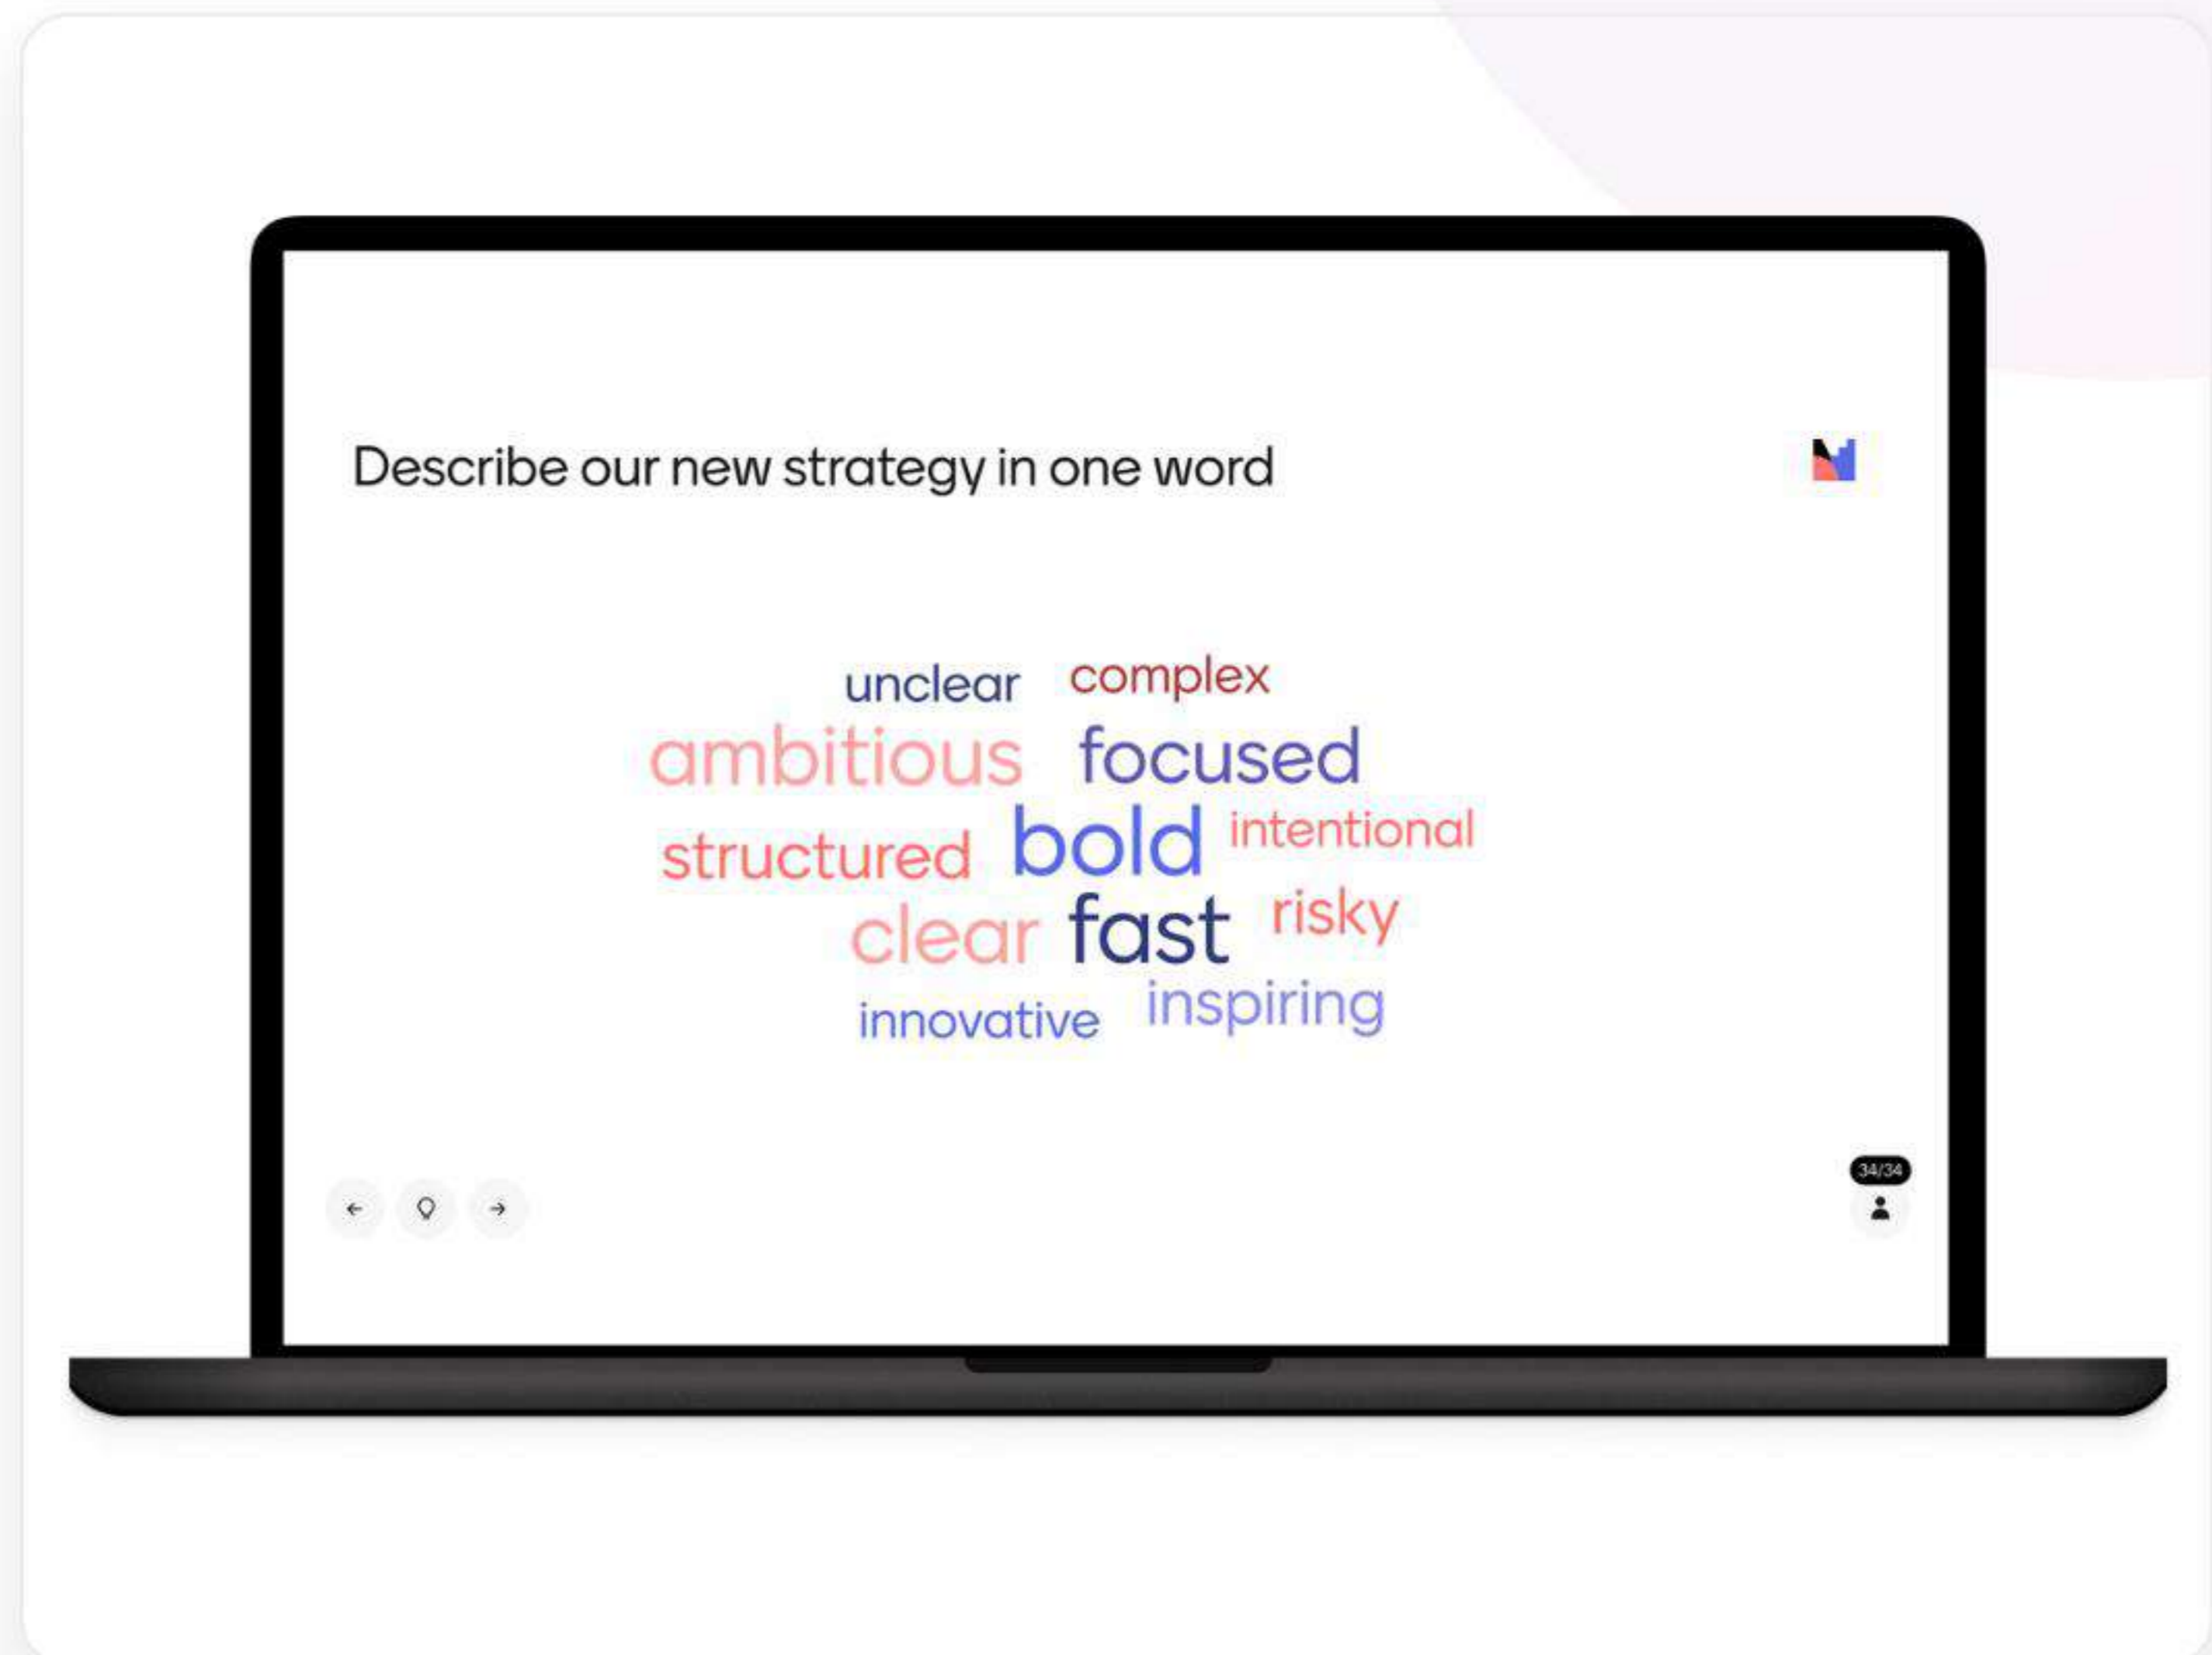 Describe our new strategy in one word
unclear complex
ambitious focused
structured bold intentional
clear fast risky
innovative inspiring
34/34